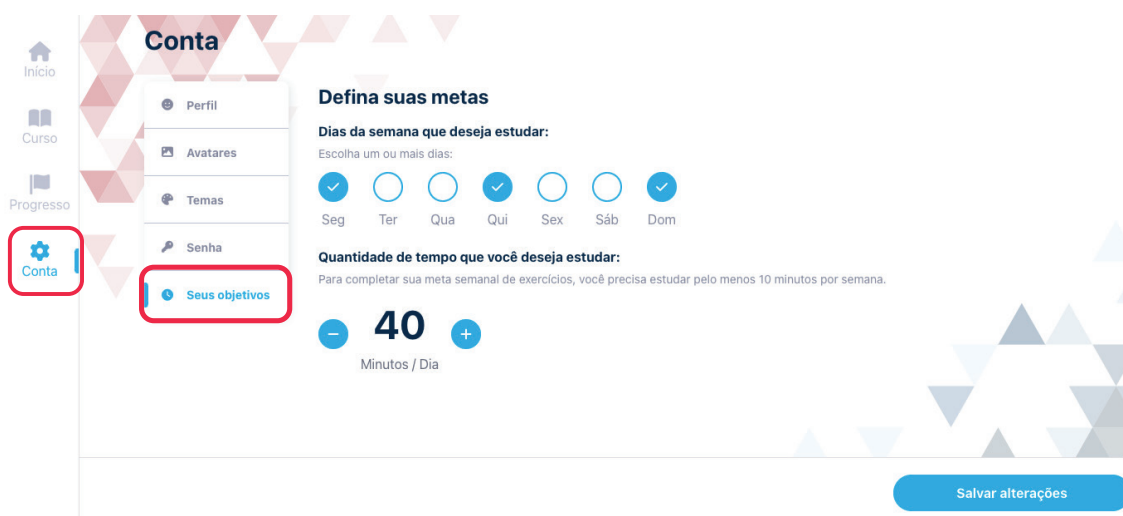 Início
Curso
Progresso
Conta
Conta
Perfil
Avatares
Temas
Senha
Seus objetivos
Defina suas metas
Dias da semana que deseja estudar:
Escolha um ou mais dias:
Seg Ter Qua Qui Sex Sáb Dom
Quantidade de tempo que você deseja estudar:
Para completar sua meta semanal de exercícios, você precisa estudar pelo menos 10 minutos por semana.
− 40 +
Minutos / Dia
Salvar alterações